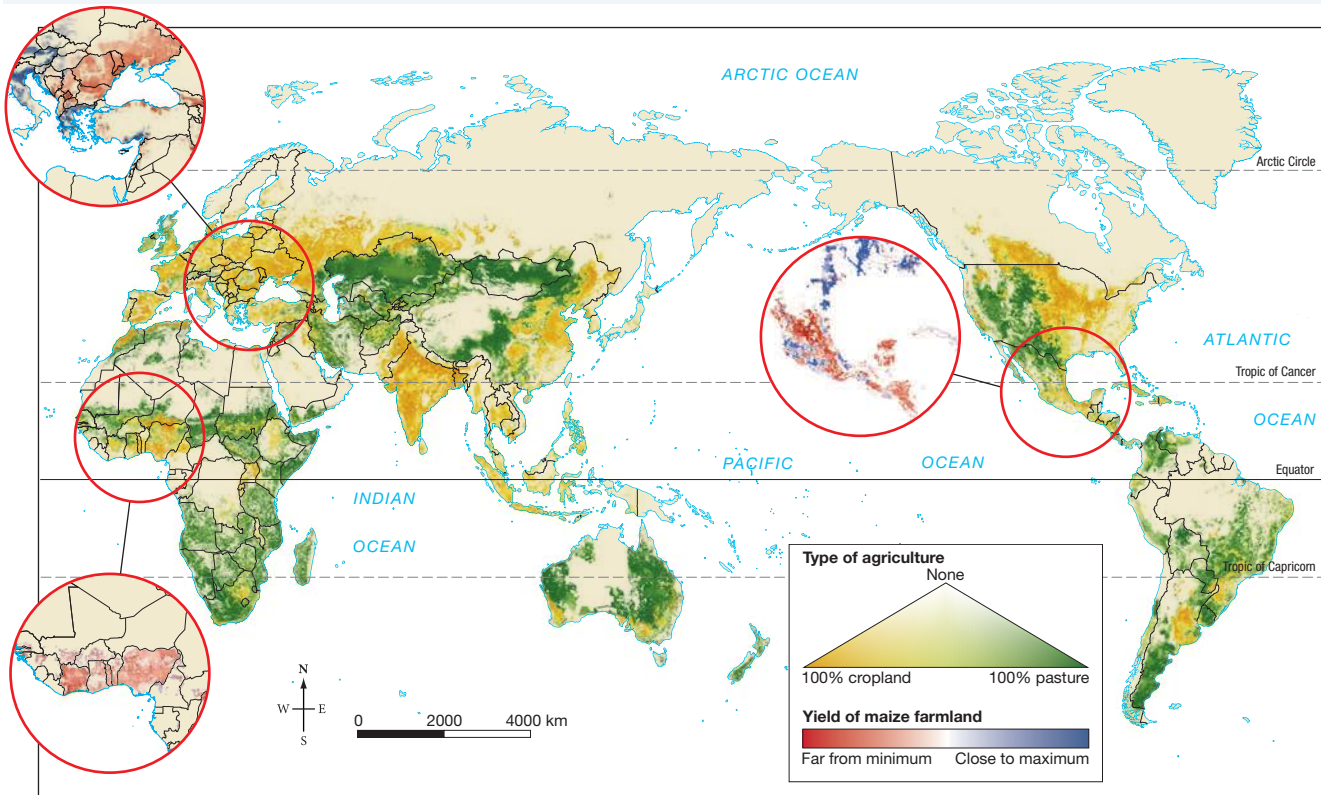 ARCTIC OCEAN
Arctic Circle
ATLANTIC
Tropic of Cancer
OCEAN
PACIFIC
OCEAN
Equator
INDIAN
OCEAN
Tropic of Capricorn
Type of agriculture
None
100% cropland
100% pasture
Yield of maize farmland
Far from minimum
Close to maximum
N
W
E
S
0
2000
4000 km